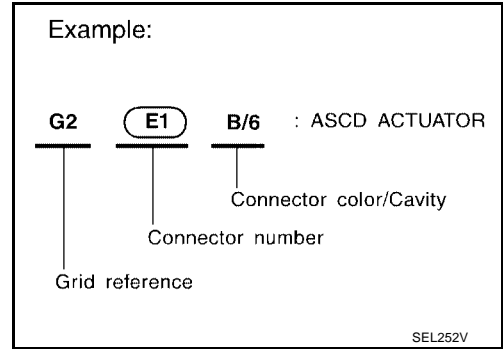 Example:
G2 E1 B/6 : ASCD ACTUATOR
Connector color/Cavity
Connector number
Grid reference
SEL252V